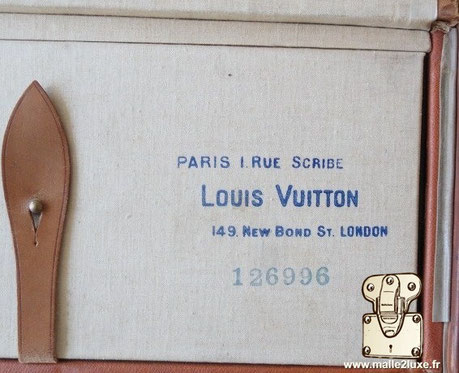 PARIS 1. RUE SCRIBE
LOUIS VUITTON
149. NEW BOND ST. LONDON
126996
www.malle2luxe.fr